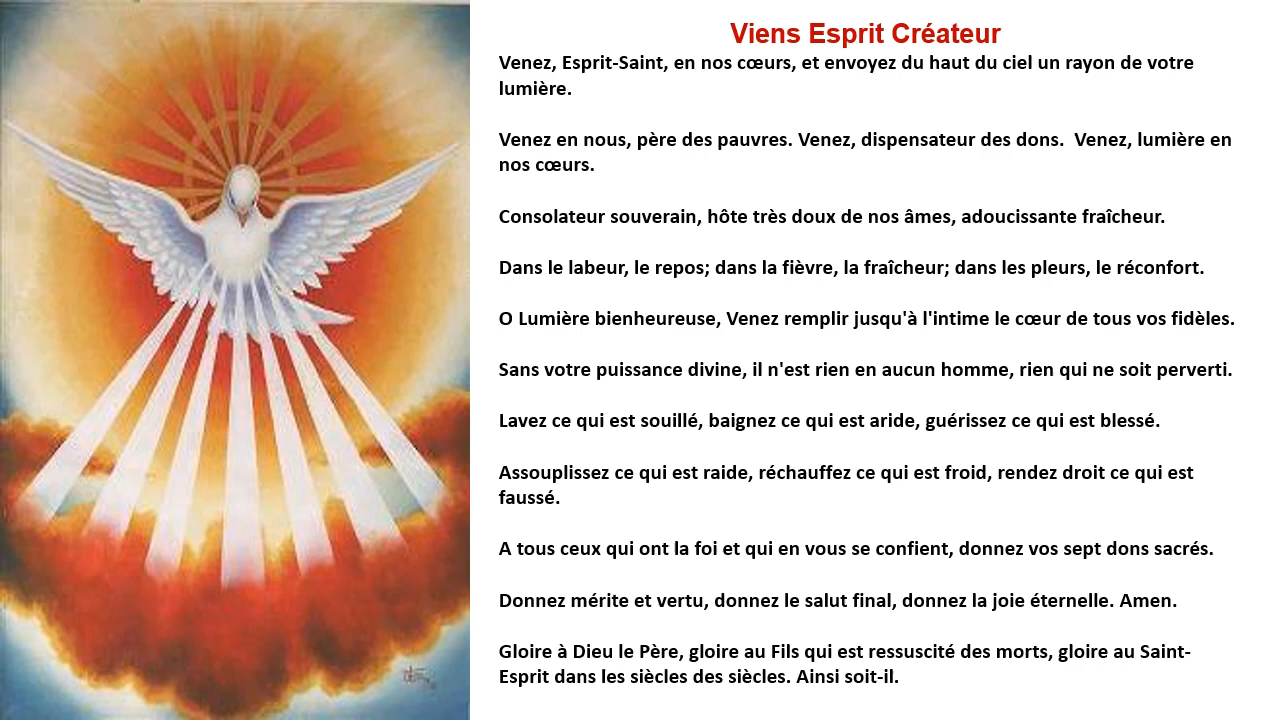 Viens Esprit Créateur
Venez, Esprit-Saint, en nos cœurs, et envoyez du haut du ciel un rayon de votre
lumière.
Venez en nous, père des pauvres. Venez, dispensateur des dons.  Venez, lumière en
nos cœurs.
Consolateur souverain, hôte très doux de nos âmes, adoucissante fraîcheur.
Dans le labeur, le repos; dans la fièvre, la fraîcheur; dans les pleurs, le réconfort.
O Lumière bienheureuse, Venez remplir jusqu'à l'intime le cœur de tous vos fidèles.
Sans votre puissance divine, il n'est rien en aucun homme, rien qui ne soit perverti.
Lavez ce qui est souillé, baignez ce qui est aride, guérissez ce qui est blessé.
Assouplissez ce qui est raide, réchauffez ce qui est froid, rendez droit ce qui est
faussé.
A tous ceux qui ont la foi et qui en vous se confient, donnez vos sept dons sacrés.
Donnez mérite et vertu, donnez le salut final, donnez la joie éternelle. Amen.
Gloire à Dieu le Père, gloire au Fils qui est ressuscité des morts, gloire au Saint-
Esprit dans les siècles des siècles. Ainsi soit-il.